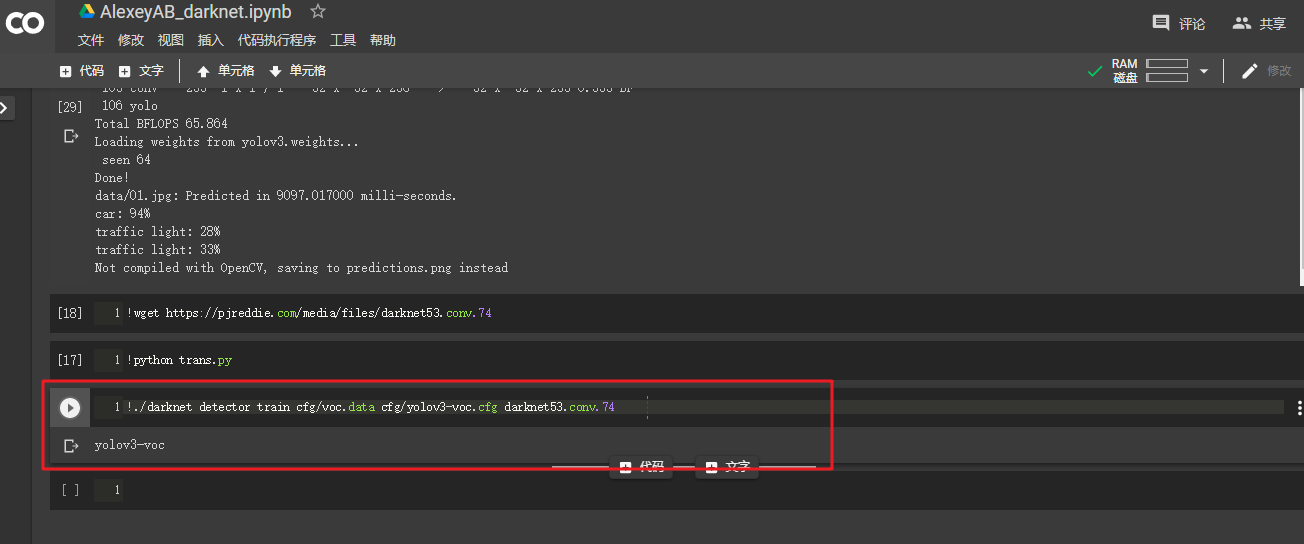 CO
AlexeyAB_darknet.ipynb
评论
共享
文件 修改 视图 插入 代码执行程序 工具 帮助
代码 文字 单元格 单元格
RAM
磁盘
修改
[29] 106 yolo
Total BFLOPS 65.864
Loading weights from yolov3.weights...
seen 64
Done!
data/01.jpg: Predicted in 9097.017000 milli-seconds.
car: 94%
traffic light: 28%
traffic light: 33%
Not compiled with OpenCV, saving to predictions.png instead
[18] 1 !wget https://pjreddie.com/media/files/darknet53.conv.74
[17] 1 !python trans.py
1 !./darknet detector train cfg/voc.data cfg/yolov3-voc.cfg darknet53.conv.74
yolov3-voc
代码 文字
[ ] 1